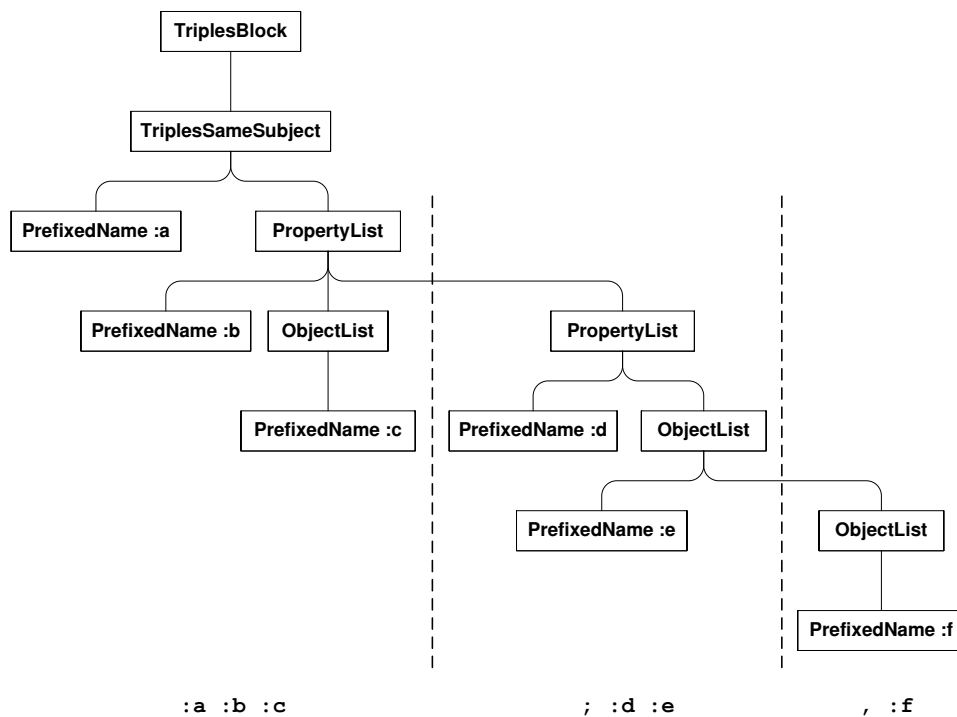 TriplesBlock
TriplesSameSubject
PrefixedName :a PropertyList
PrefixedName :b ObjectList PropertyList
PrefixedName :c PrefixedName :d ObjectList
PrefixedName :e ObjectList
PrefixedName :f
:a :b :c ; :d :e , :f